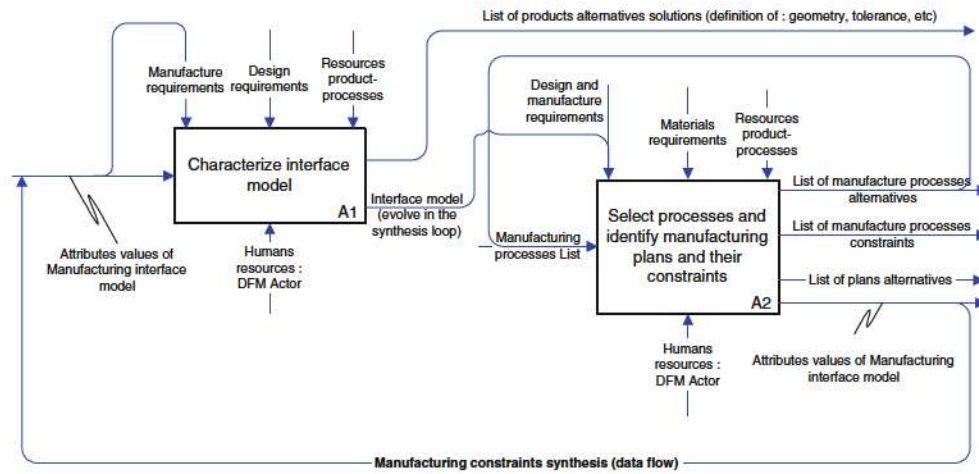 List of products alternatives solutions (definition of : geometry, tolerance, etc)
Manufacture
requirements
Design
requirements
Resources
product-
processes
Characterize interface
model
A1
Interface model
(evolve in the
synthesis loop)
Attributes values of
Manufacturing interface
model
Humans
resources :
DFM Actor
Design and
manufacture
requirements
Materials
requirements
Resources
product-
processes
Manufacturing
processes List
Select processes and
identify manufacturing
plans and their
constraints
A2
List of manufacture processes
alternatives
List of manufacture processes
constraints
List of plans alternatives
Humans
resources :
DFM Actor
Attributes values of Manufacturing
interface model
Manufacturing constraints synthesis (data flow)